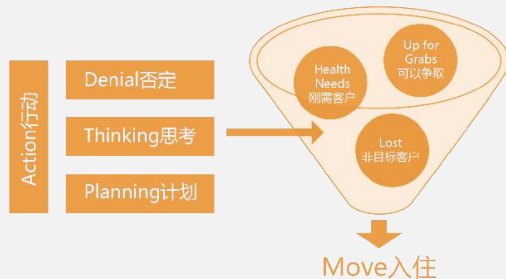 Action行动
Denial否定
Thinking思考
Planning计划
Health
Needs
刚需客户
Up for
Grabs
可以争取
Lost
非目标客户
Move入住